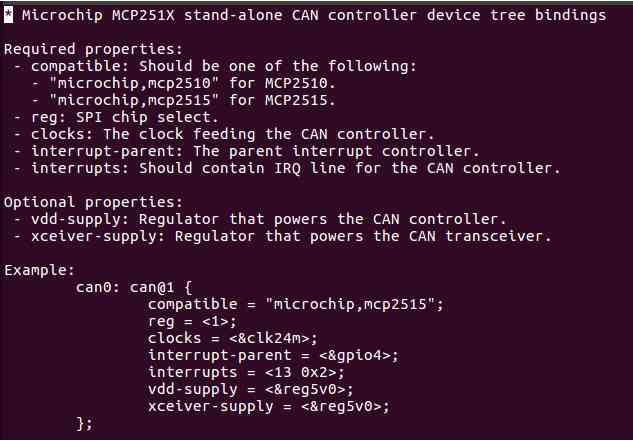 * Microchip MCP251X stand-alone CAN controller device tree bindings
Required properties:
- compatible: Should be one of the following:
- "microchip,mcp2510" for MCP2510.
- "microchip,mcp2515" for MCP2515.
- reg: SPI chip select.
- clocks: The clock feeding the CAN controller.
- interrupt-parent: The parent interrupt controller.
- interrupts: Should contain IRQ line for the CAN controller.
Optional properties:
- vdd-supply: Regulator that powers the CAN controller.
- xceiver-supply: Regulator that powers the CAN transceiver.
Example:
can0: can@1 {
compatible = "microchip,mcp2515";
reg = <1>;
clocks = <&clk24m>;
interrupt-parent = <&gpio4>;
interrupts = <13 0x2>;
vdd-supply = <&reg5v0>;
xceiver-supply = <&reg5v0>;
};